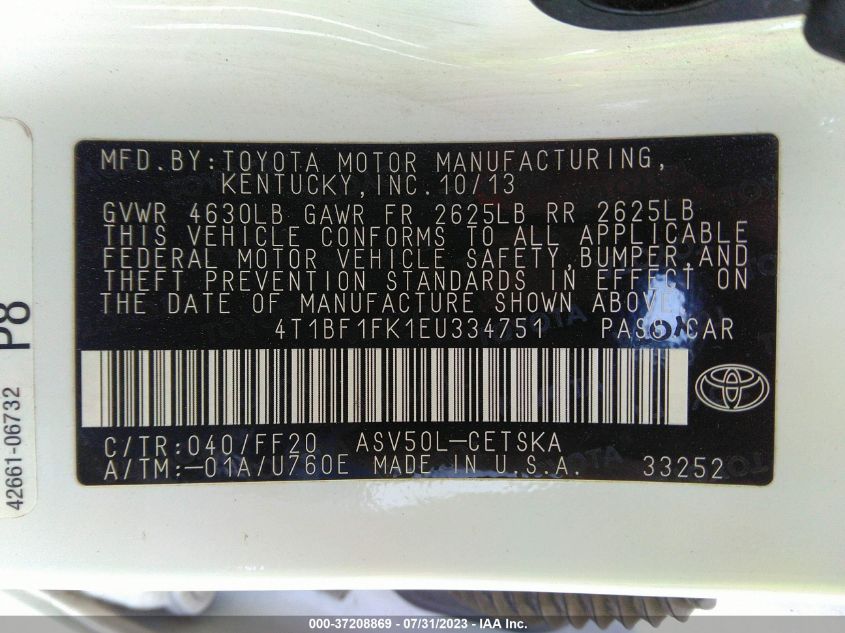 MFD.BY:TOYOTA MOTOR MANUFACTURING,
KENTUCKY,INC.10/13
GVWR 4630LB GAWR FR 2625LB RR 2625LB
THIS VEHICLE CONFORMS TO ALL APPLICABLE
FEDERAL MOTOR VEHICLE SAFETY,BUMPER,AND
THEFT PREVENTION STANDARDS IN EFFECT ON
THE DATE OF MANUFACTURE SHOWN ABOVE.
4T1BF1FK1EU334751 PASS CAR
C/TR:040/FF20 ASV50L-CETSKA
A/TM:-01A/U760E MADE IN U.S.A. 33252
P8
42661-06732
000-37208869 / 07/31/2023 - IAA Inc.